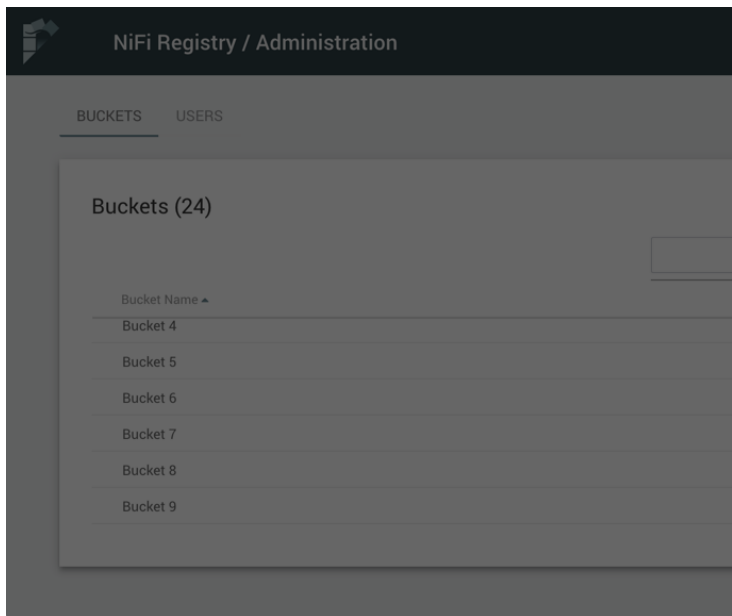 NiFi Registry / Administration
BUCKETS USERS
Buckets (24)
Bucket Name
Bucket 4
Bucket 5
Bucket 6
Bucket 7
Bucket 8
Bucket 9